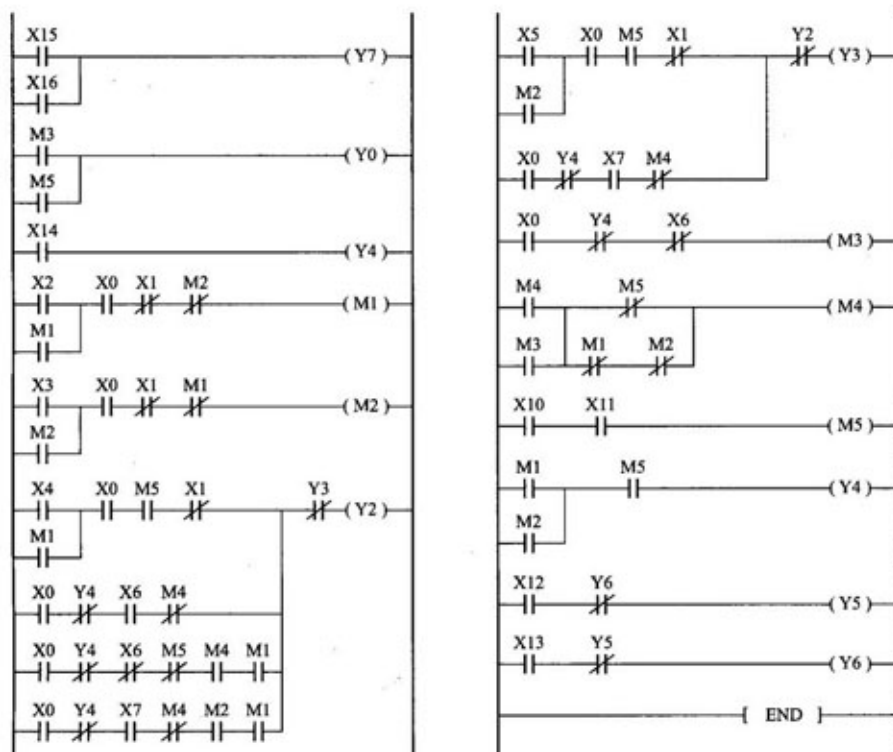 X15
(Y7)
X16
M3
(Y0)
M5
X14
(Y4)
X2 X0 X1 M2
(M1)
M1
X3 X0 X1 M1
(M2)
M2
X4 X0 M5 X1 Y3
(Y2)
M1
X0 Y4 X6 M4
X0 Y4 X6 M5 M4 M1
X0 Y4 X7 M4 M2 M1
X5 X0 M5 X1 Y2
(Y3)
M2
X0 Y4 X7 M4
X0 Y4 X6
(M3)
M4 M5
(M4)
M3 M1 M2
X10 X11
(M5)
M1 M5
(Y4)
M2
X12 Y6
(Y5)
X13 Y5
(Y6)
[ END ]